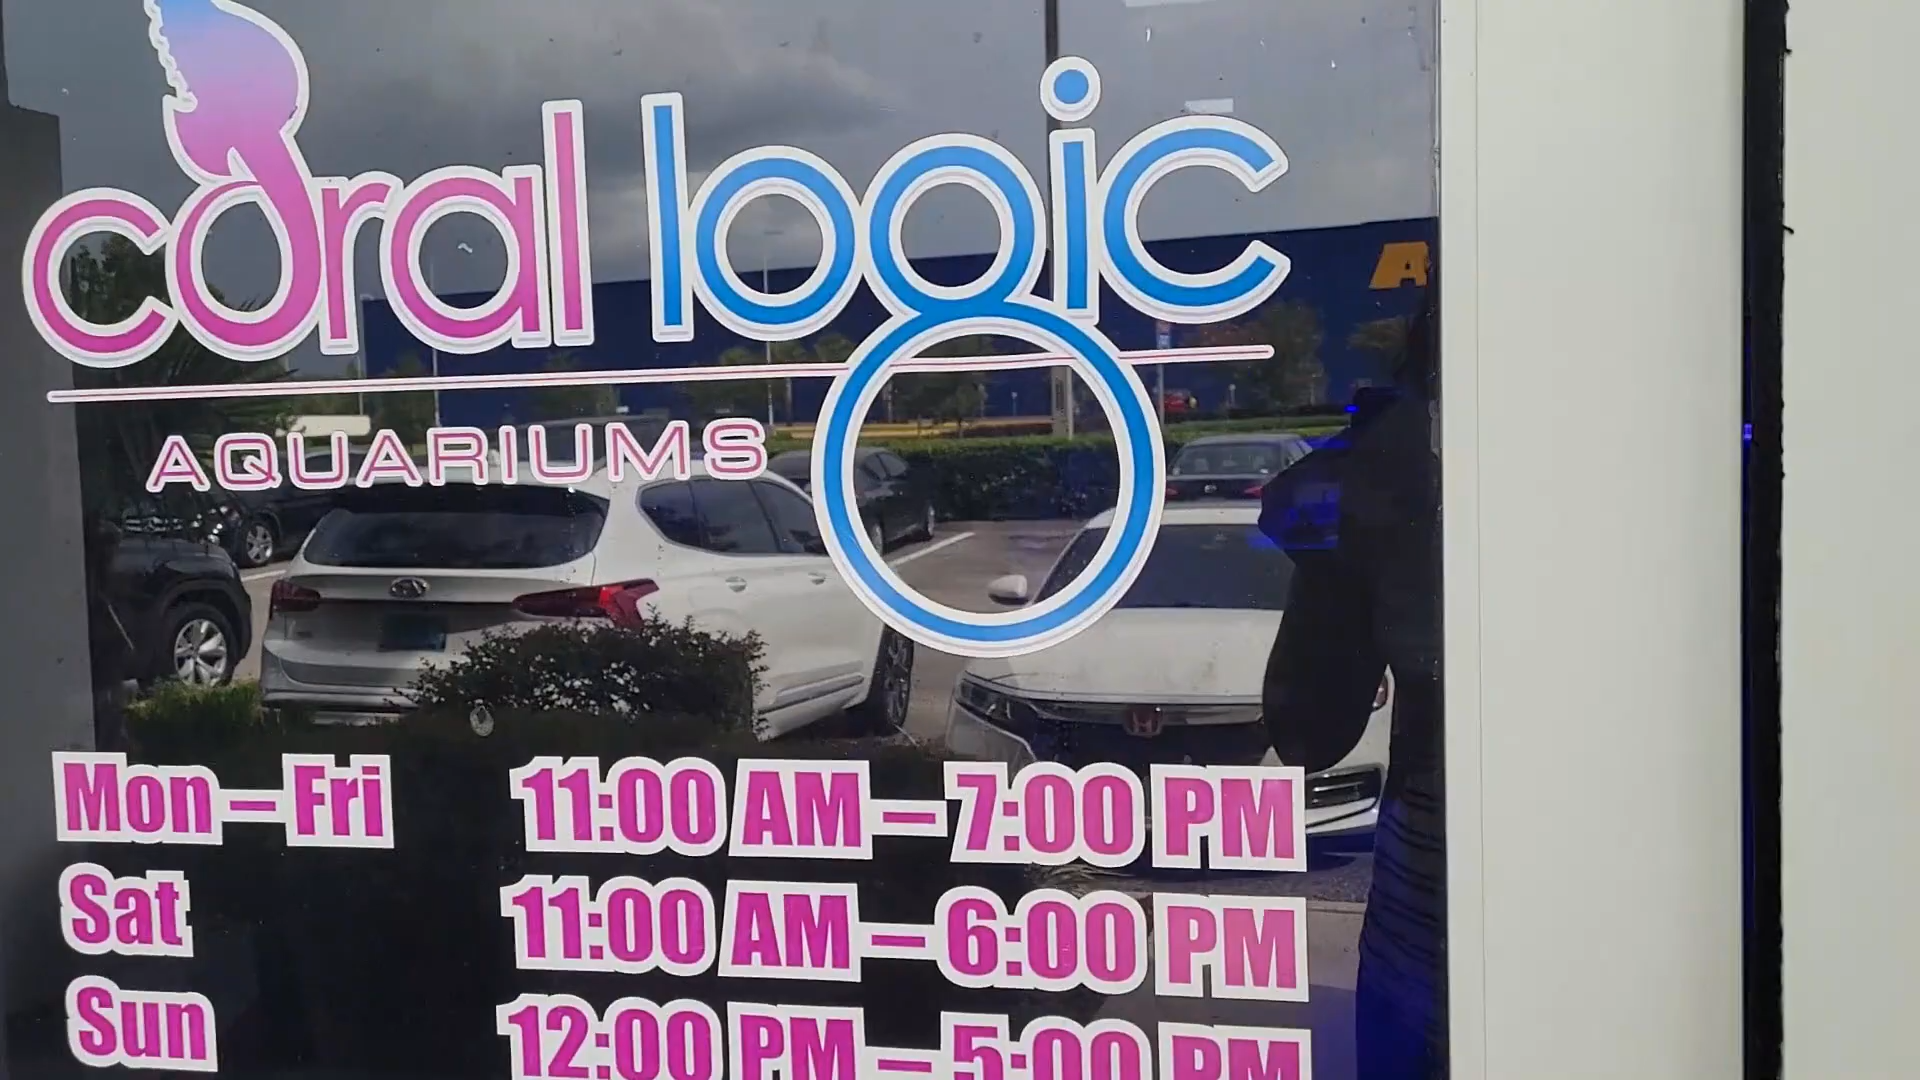 coral logic
AQUARIUMS
Mon–Fri 11:00 AM–7:00 PM
Sat 11:00 AM–6:00 PM
Sun 12:00 PM–5:00 PM
A